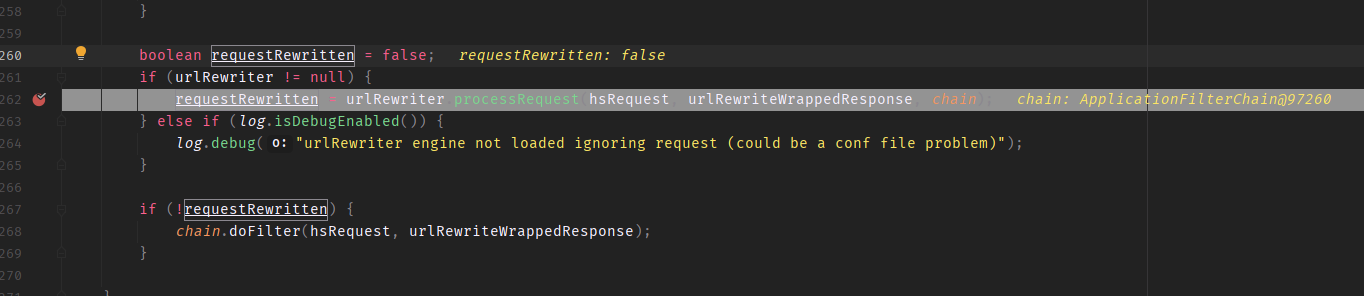 258 }
259
260 boolean requestRewritten = false; requestRewritten: false
261 if (urlRewriter != null) {
262 requestRewritten = urlRewriter.processRequest(hsRequest, urlRewriteWrappedResponse, chain); chain: ApplicationFilterChain@97260
263 } else if (log.isDebugEnabled()) {
264 log.debug( o: "urlRewriter engine not loaded ignoring request (could be a conf file problem)");
265 }
266
267 if (!requestRewritten) {
268 chain.doFilter(hsRequest, urlRewriteWrappedResponse);
269 }
270
271 }